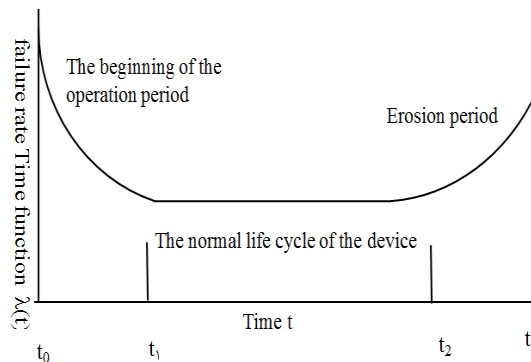 failure rate Time function λ(t)
The beginning of the
operation period
Erosion period
The normal life cycle of the device
Time t
t0
t١
t2
t